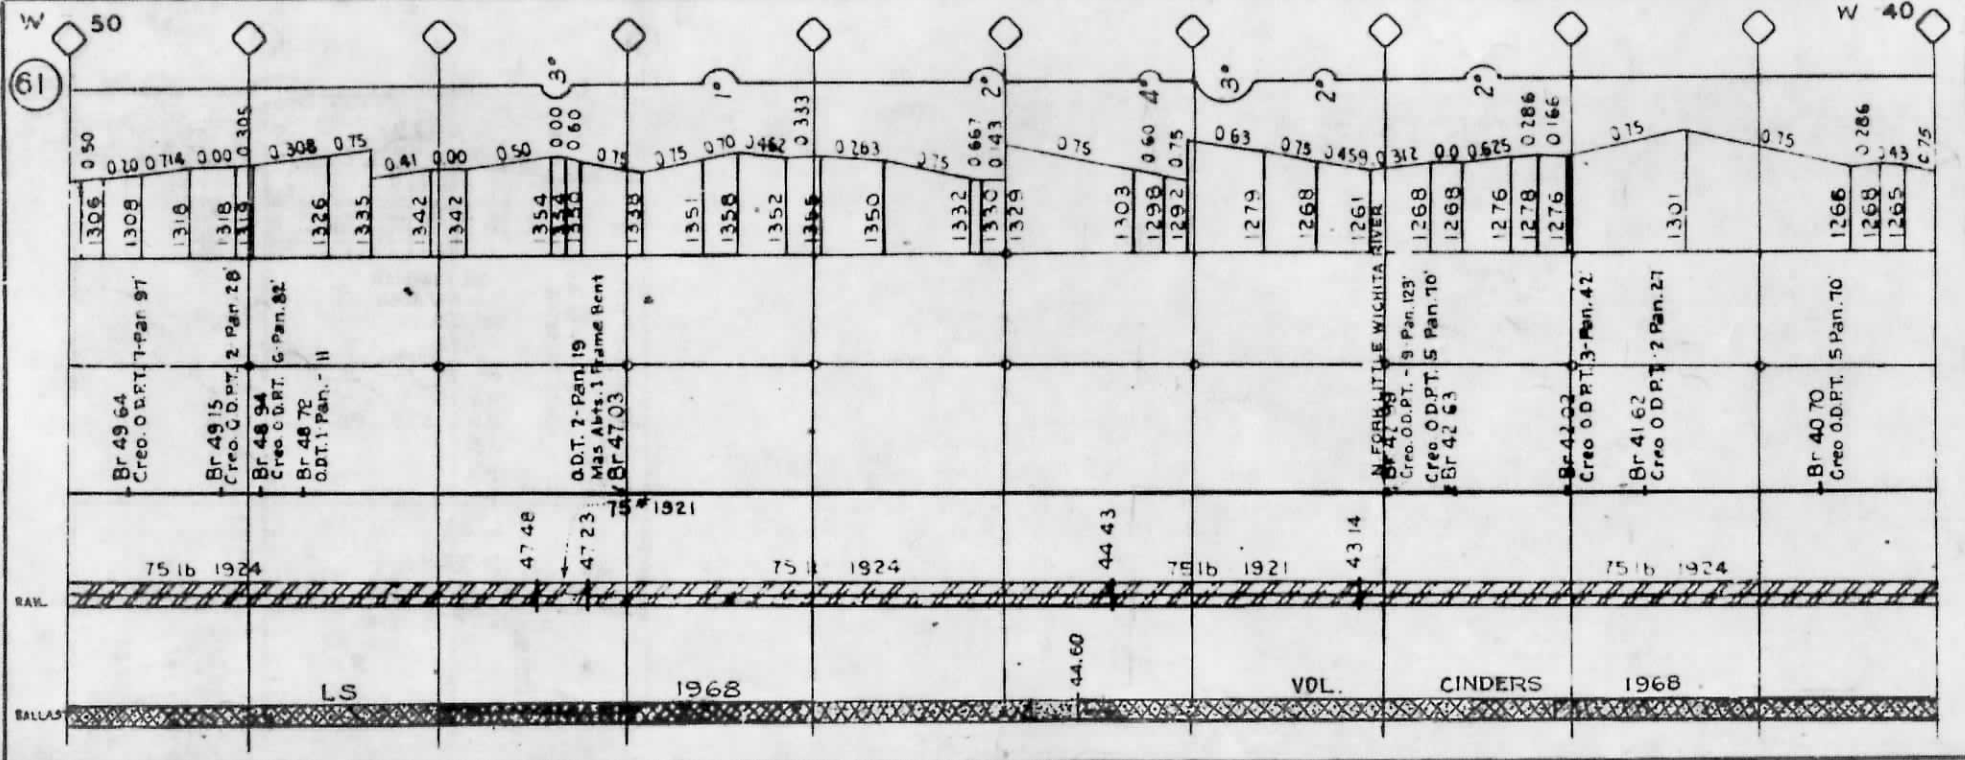 W 50
W 40
61
3°
1°
2°
4°
3°
2°
2°
0 50
0 20
0 714
0 00
0 305
0 308
0 75
0.41
0.00
0 50
0 00
0 60
0 75
0 75
0 70
0 462
0 333
0 263
0 75
0 667
0 143
0 75
0 60
0 75
0 63
0 75
0 459
0 312
0 0
0 625
0 286
0 166
0 75
0 75
0 286
143
0 75
1306
1308
1318
1318
1319
1326
1335
1342
1342
1354
1354
1350
1338
1351
1358
1352
1350
1332
1330
1329
1303
1298
1292
1279
1268
1261
1268
1268
1276
1278
1276
1301
1268
1268
1265
Br 49 64
Creo. O D.P.T. 7-Pan 97'
Br 49 15
Creo. O D.P.T. 2-Pan. 28'
Br 48 94
Creo. O D.P.T. 6-Pan. 82'
Br 48 72
O.D.T. 1-Pan.-11
O.D.T. 2-Pan. 19
Mas Abts. 1 Frame Bent
Br 47.03
N FORK LITTLE WICHITA RIVER
Creo. O.D.P.T. - 9-Pan. 123'
Creo. O D.P.T. 5 Pan. 70'
Br 42 63
Br 42 02
Creo O D P.T. 3-Pan. 42'
Br 41 62
Creo O D P.T. 2 Pan. 27
Br 40 70
Creo O.D.P.T. 5 Pan. 70'
75 # 1921
47 48
47 23
44 43
43 14
75 lb 1924
75 1924
75 lb 1921
75 lb 1924
RAIL
44.60
LS 1968
VOL. CINDERS 1968
BALLAST